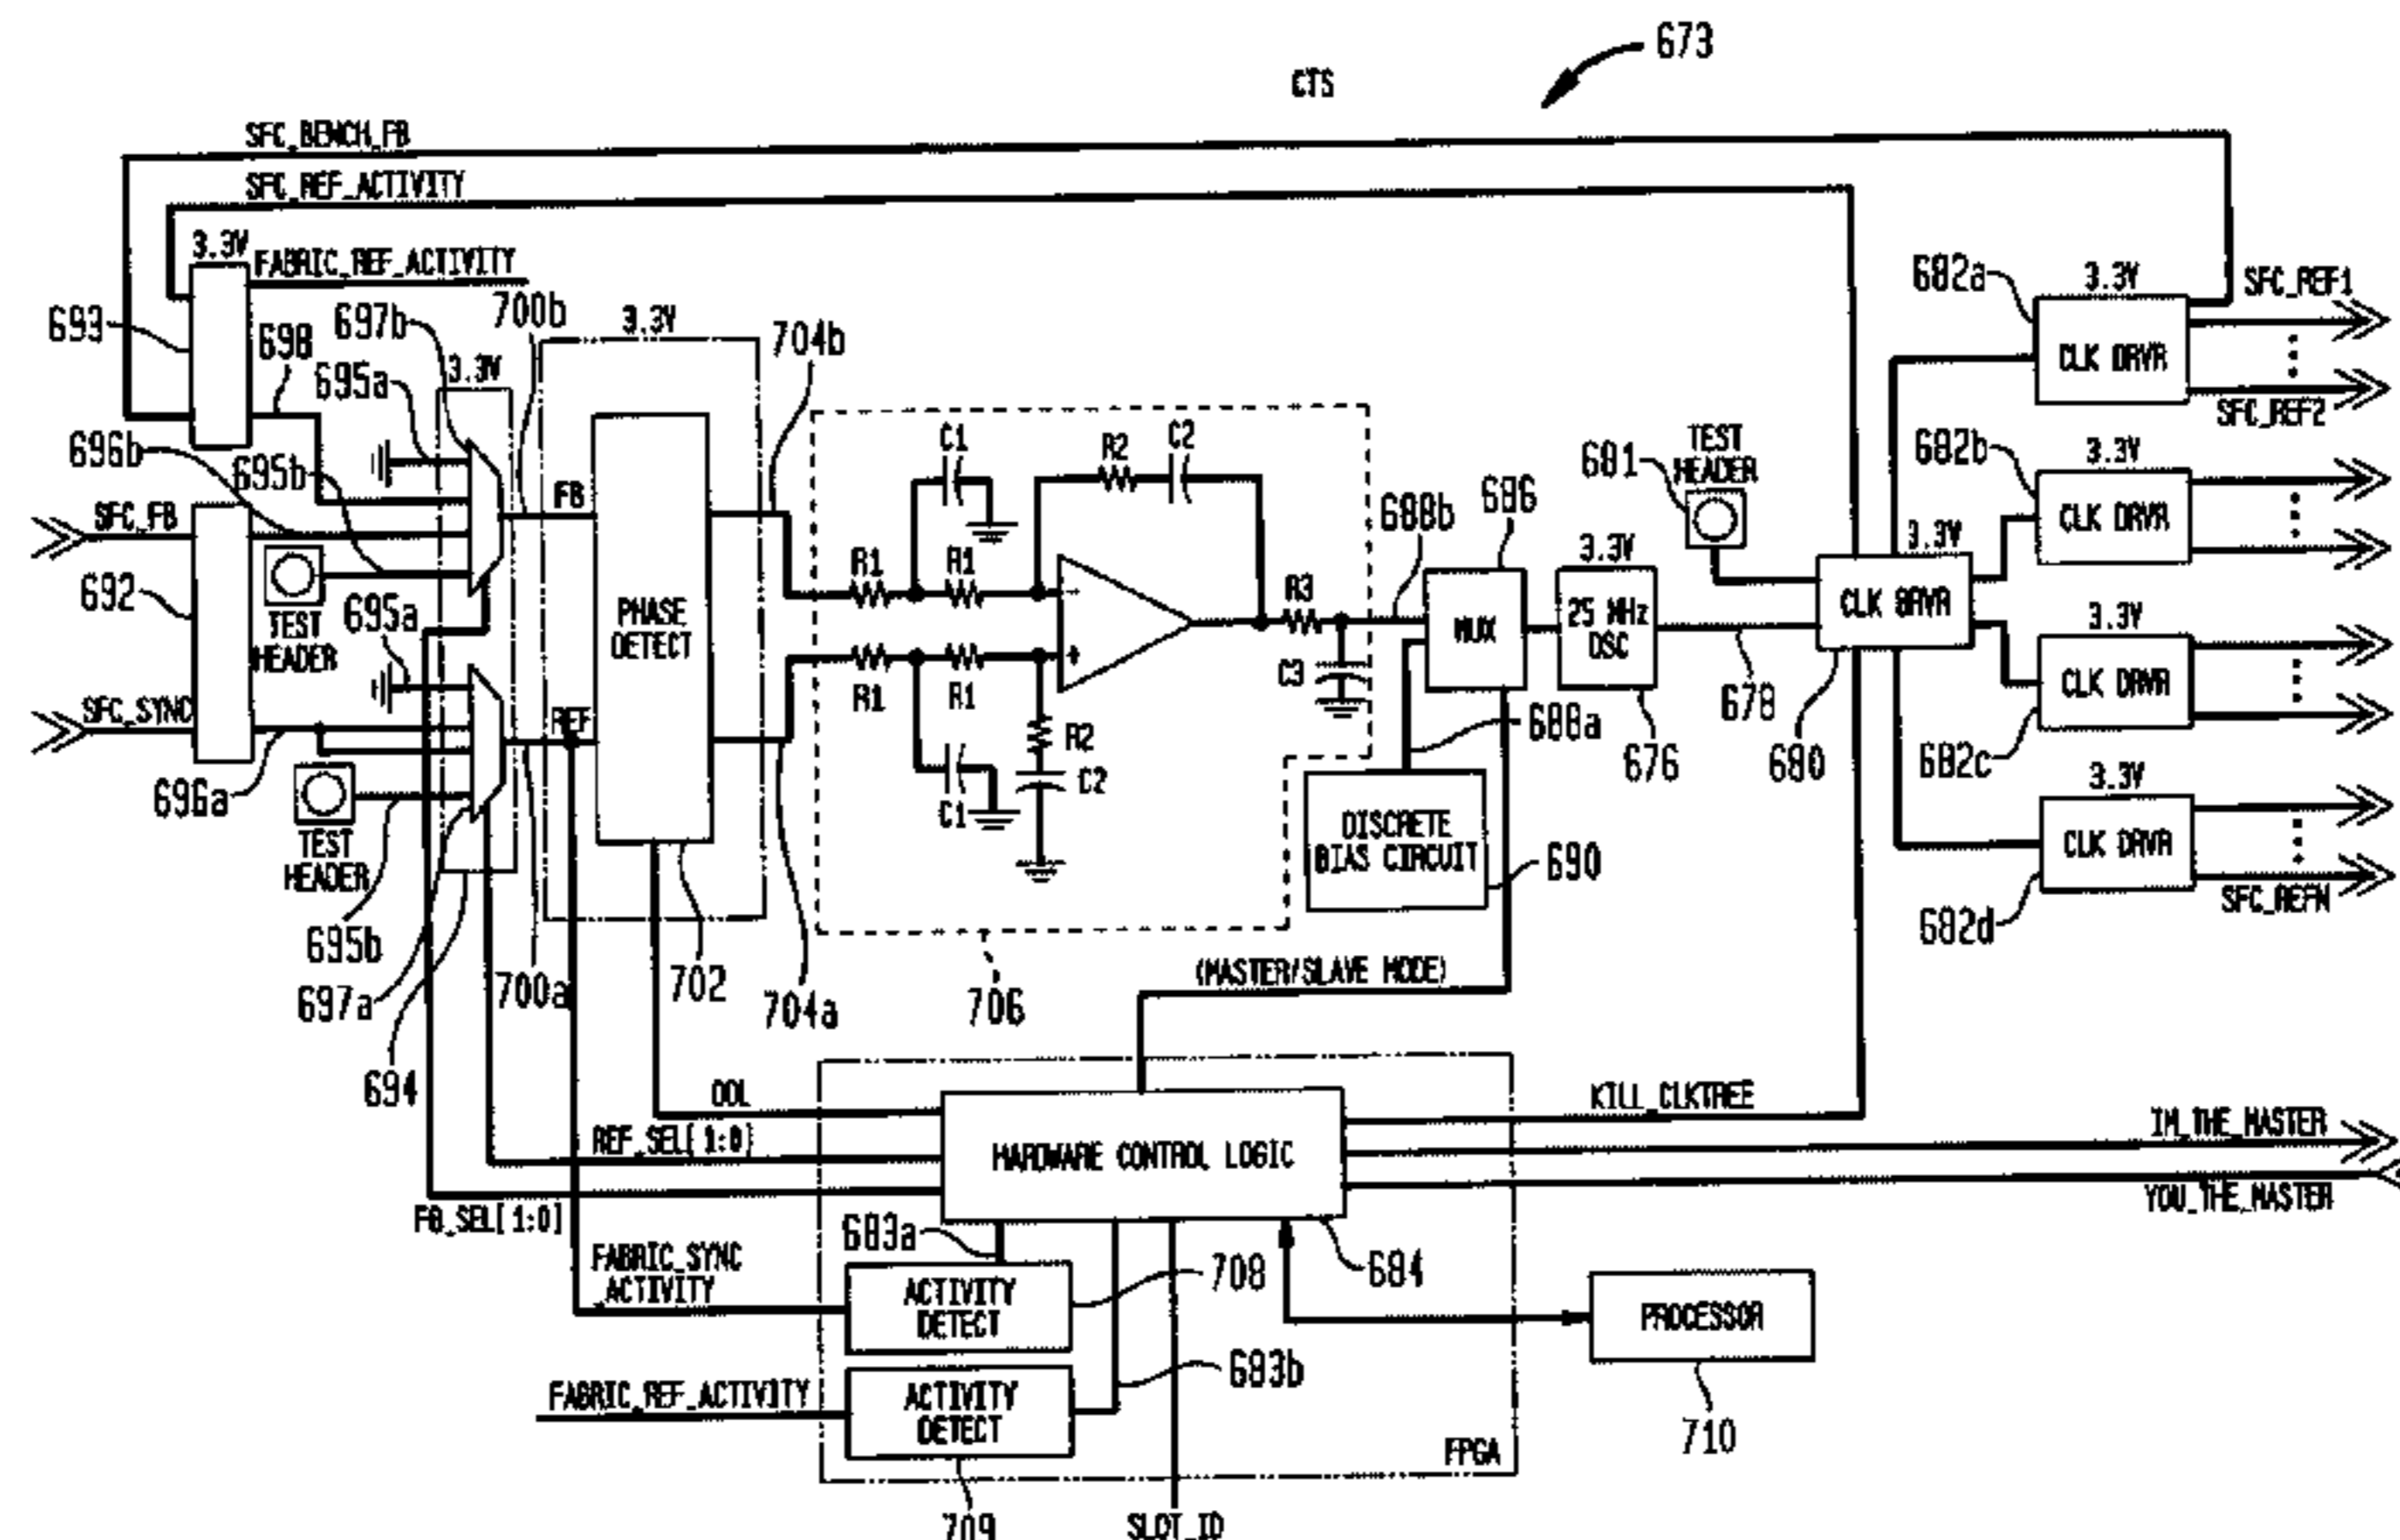 673
CTS
SFC_BENCH_FB
SFC_REF_ACTIVITY
3.3V
FABRIC_REF_ACTIVITY
693
698
697b
700b
3.3V
704b
695a
3.3V
696b
695b
SFC_FB
692
TEST
HEADER
FB
PHASE
DETECT
695a
SFC_SYNC
REF
696a
TEST
HEADER
695b
697a
694
700a
702
704a
C1
R2
C2
R1
R1
-
R1
R1
+
R2
C2
C1
R3
C3
706
688b
686
MUX
688a
DISCRETE
BIAS CIRCUIT
690
3.3V
25 MHz
OSC
676
678
681
TEST
HEADER
3.3V
CLK DRVR
680
682a
3.3V
CLK DRVR
SFC_REF1
SFC_REF2
682b
3.3V
CLK DRVR
682c
3.3V
CLK DRVR
682d
3.3V
CLK DRVR
SFC_REFN
(MASTER/SLAVE MODE)
OOL
REF_SEL[1:0]
FB_SEL[1:0]
HARDWARE CONTROL LOGIC
KILL_CLKTREE
IM_THE_MASTER
YOU_THE_MASTER
683a
684
FABRIC_SYNC
_ACTIVITY
ACTIVITY
DETECT
708
683b
FABRIC_REF_ACTIVITY
ACTIVITY
DETECT
709
SLOT_ID
FPGA
PROCESSOR
710